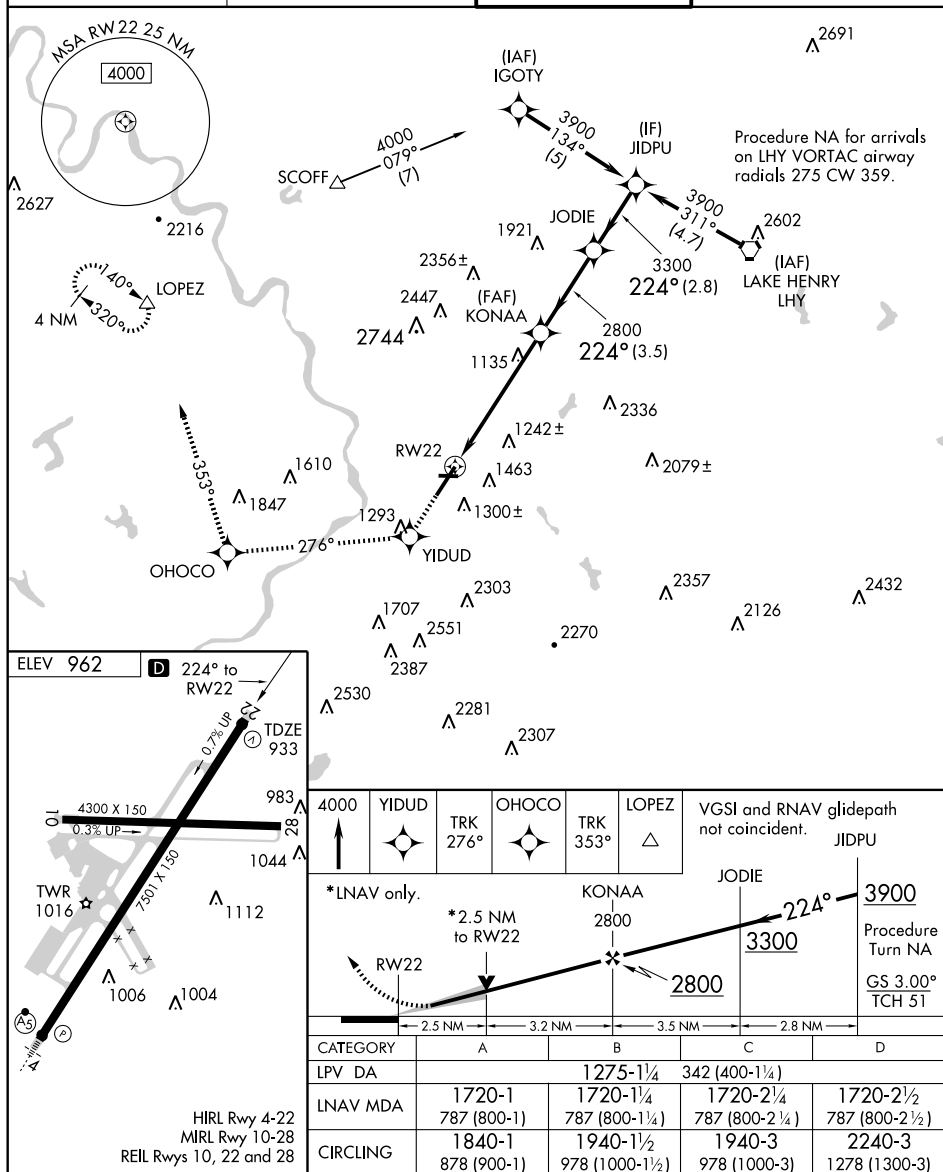 MSA RW22 25 NM
4000
2691
(IAF)
IGOTY
3900
134°
(5)
(IF)
JIDPU
Procedure NA for arrivals
on LHY VORTAC airway
radials 275 CW 359.
4000
079°
(7)
SCOFF
2627
2216
3900
311°
(4.7)
2602
(IAF)
LAKE HENRY
LHY
JODIE
1921
3300
224° (2.8)
2356±
(FAF)
KONAA
2447
2744
2800
224° (3.5)
1135
140°
LOPEZ
4 NM
320°
2336
1242±
2079±
RW22
1463
1610
1847
353°
1300±
1293
276°
OHOCO
YIDUD
2303
2357
2432
1707
2551
2126
2270
2387
2530
2281
2307
ELEV 962
D
224° to
RW22
22
0.7% UP
TDZE
933
4300 X 150
983
10
0.3% UP
28
1044
7501 X 150
TWR
1016
1112
1006
1004
A5
P
4
HIRL Rwy 4-22
MIRL Rwy 10-28
REIL Rwys 10, 22 and 28
4000
YIDUD
TRK
276°
OHOCO
TRK
353°
LOPEZ
VGSI and RNAV glidepath
not coincident.
JIDPU
*LNAV only.
KONAA
2800
JODIE
224°
3900
*2.5 NM
to RW22
3300
Procedure
Turn NA
RW22
2800
GS 3.00°
TCH 51
2.5 NM
3.2 NM
3.5 NM
2.8 NM
CATEGORY A B C D
LPV DA 1275-1¼ 342 (400-1¼)
LNAV MDA 1720-1 1720-1¼ 1720-2¼ 1720-2½
787 (800-1) 787 (800-1¼) 787 (800-2¼) 787 (800-2½)
CIRCLING 1840-1 1940-1½ 1940-3 2240-3
878 (900-1) 978 (1000-1½) 978 (1000-3) 1278 (1300-3)